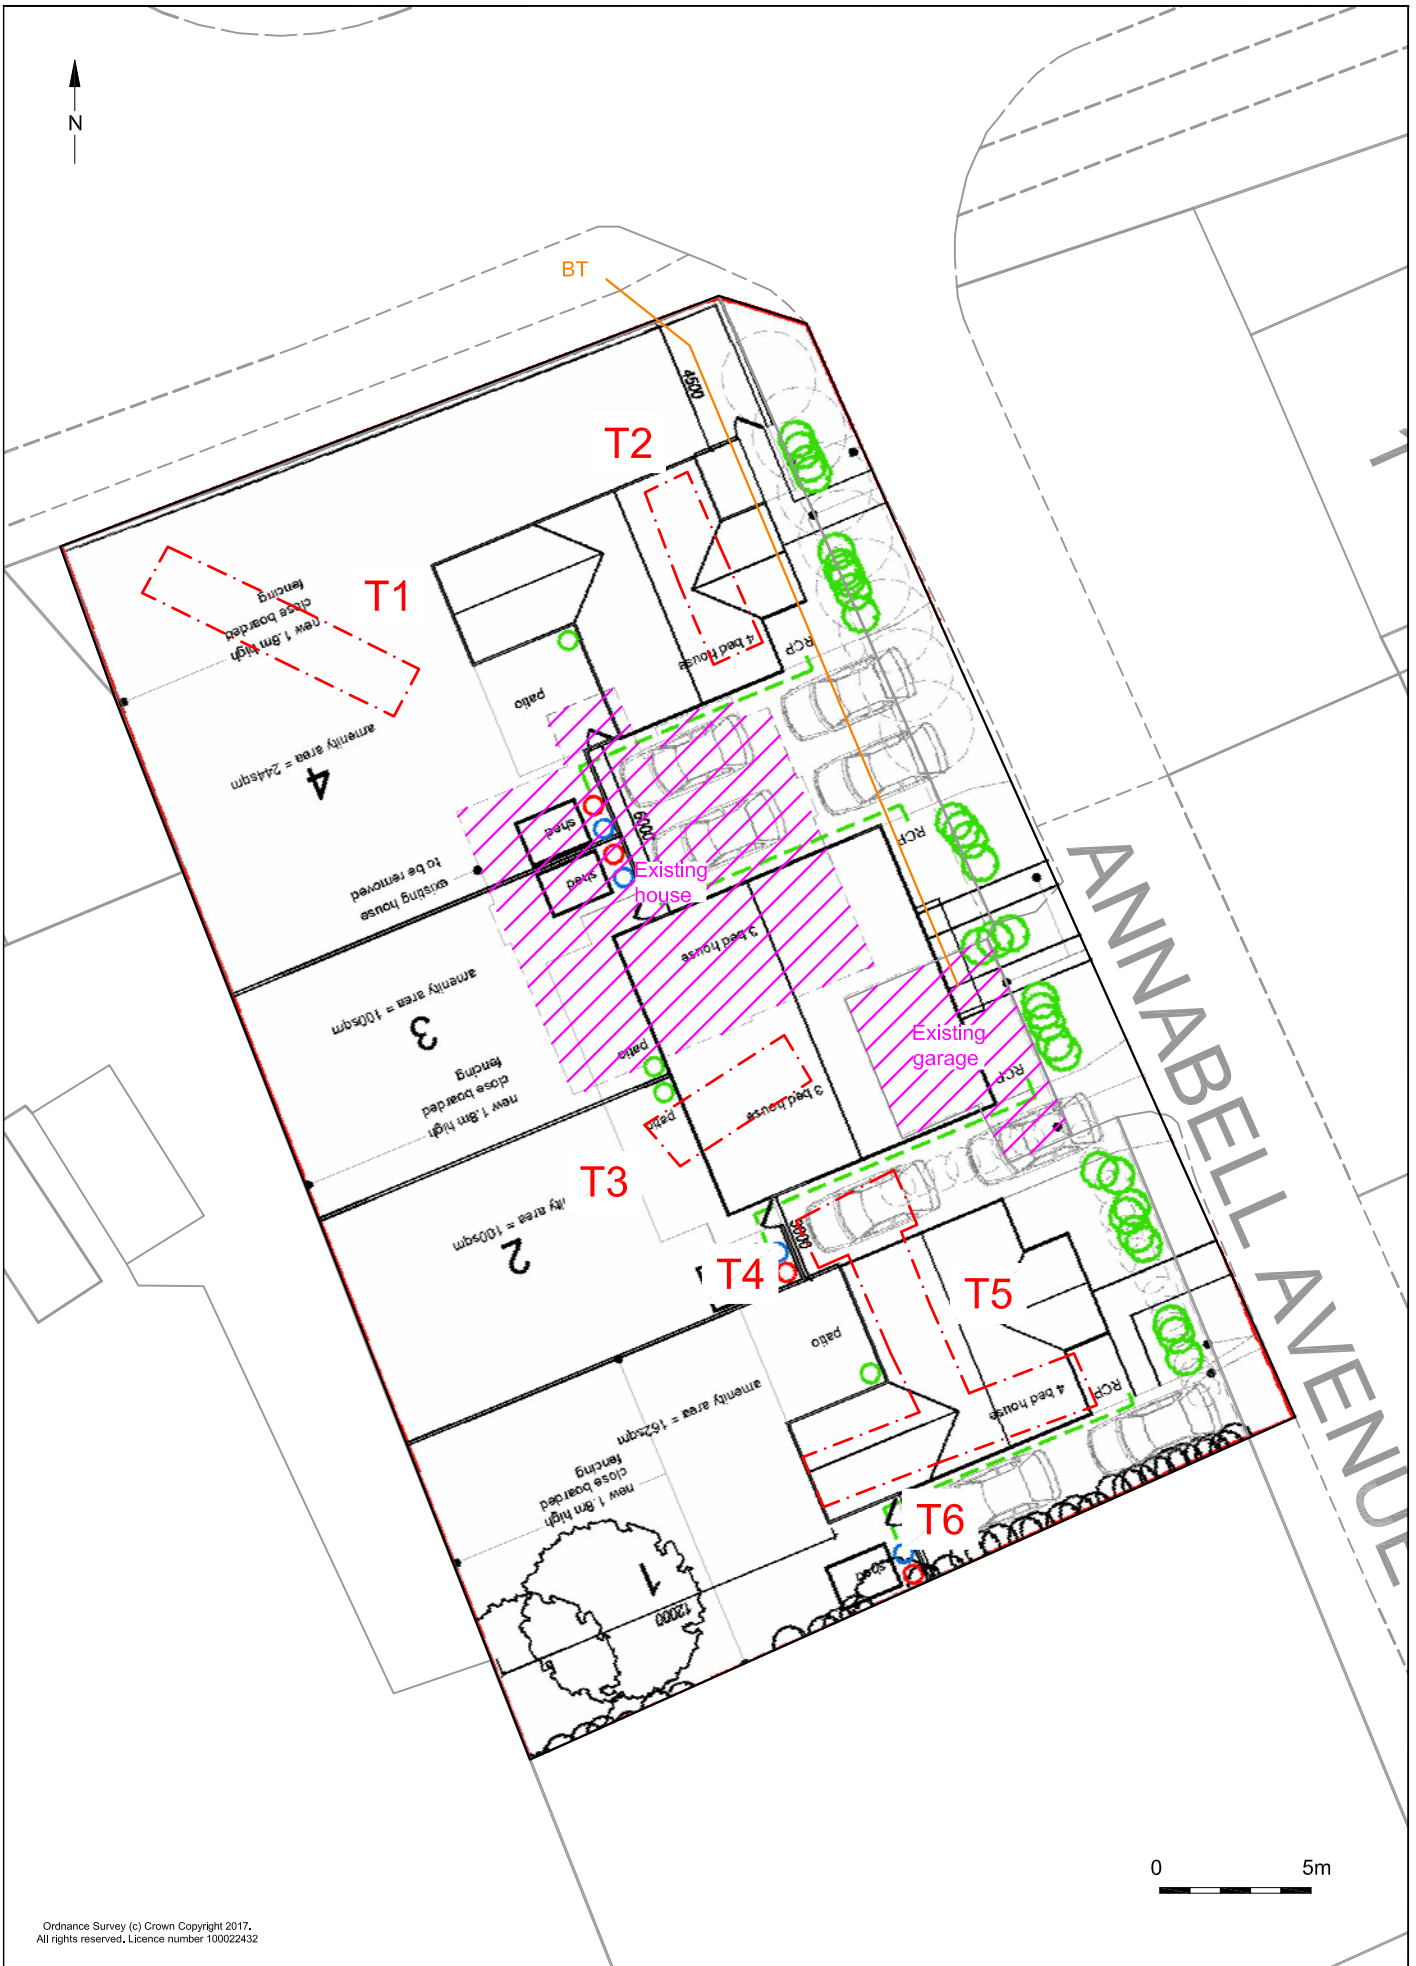 N
BT
4500
T2
new 1.8m high
close boarded
fencing
T1
4 bed house
RCP
patio
amenity area = 244sqm
4
shed
6000
RCP
shed
Existing
house
existing house
to be removed
3 bed house
ANNABELL AVENUE
amenity area = 100sqm
3
Existing
garage
patio
RCP
new 1.8m high
close boarded
fencing
3 bed house
patio
T3
ity area = 100sqm
2
T4
T5
patio
4 bed house
RCP
amenity area = 162sqm
new 1.8m high
close boarded
fencing
T6
shed
1
12000
0 5m
Ordnance Survey (c) Crown Copyright 2017.
All rights reserved. Licence number 100022432